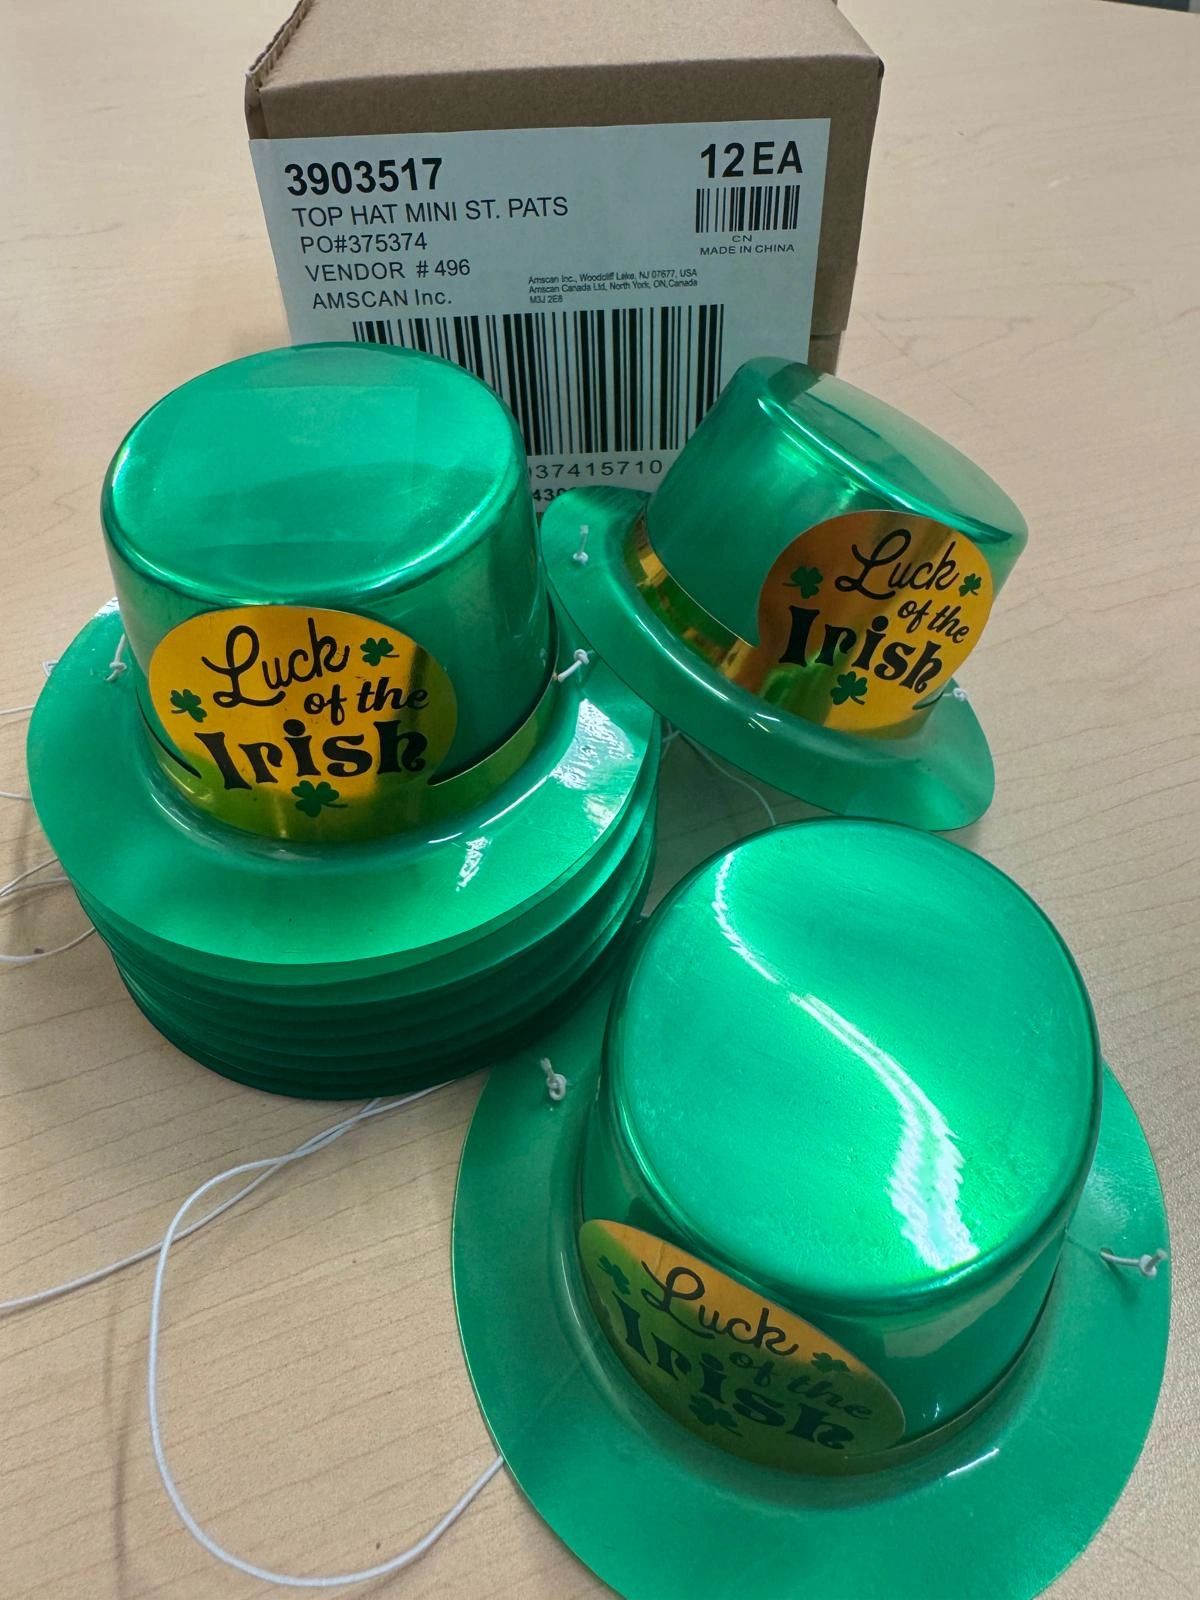 3903517
12 EA
TOP HAT MINI ST. PATS
PO#375374
CN
MADE IN CHINA
VENDOR # 496
AMSCAN Inc.
Amscan Inc., Woodcliff Lake, NJ 07677, USA
Amscan Canada Ltd, North York, ON,Canada
M3J 2E8
37415710
Luck
of the
Irish
Luck
of the
Irish
Luck
of the
Irish